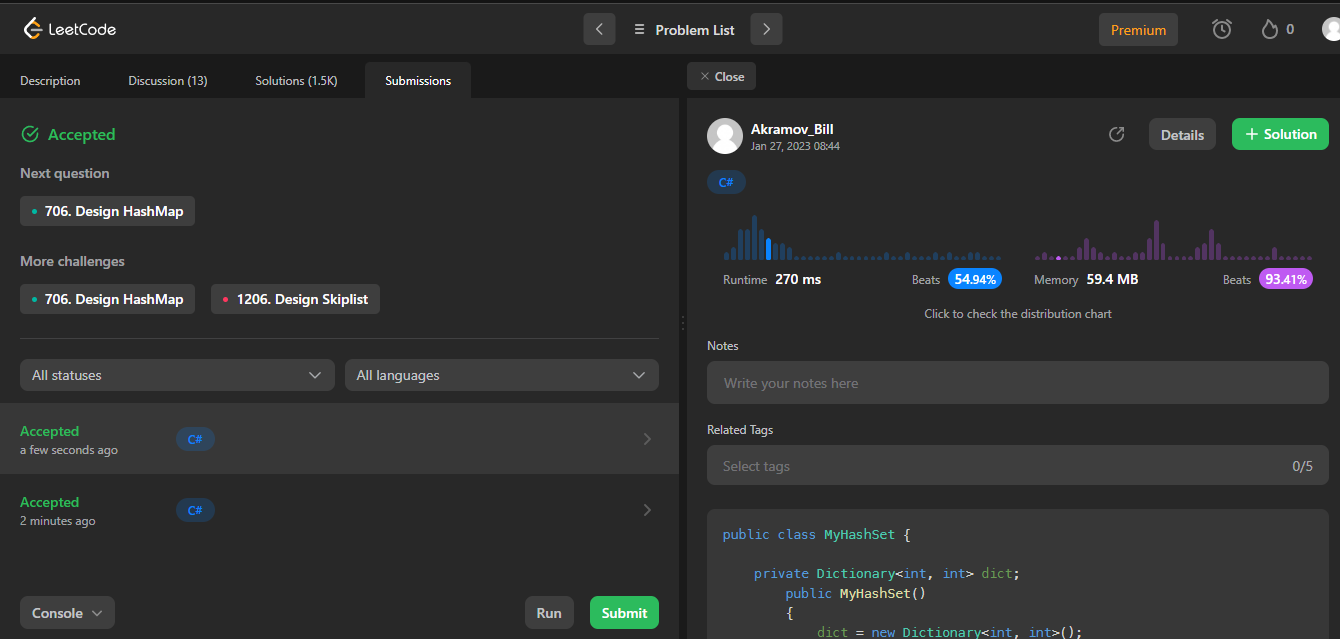 LeetCode
Problem List
Premium
0
Description
Discussion (13)
Solutions (1.5K)
Submissions
Accepted
Next question
706. Design HashMap
More challenges
706. Design HashMap
1206. Design Skiplist
All statuses
All languages
Accepted
a few seconds ago
C#
Accepted
2 minutes ago
C#
Console
Run
Submit
Close
Akramov_Bill
Jan 27, 2023 08:44
Details
+ Solution
C#
Runtime 270 ms
Beats 54.94%
Memory 59.4 MB
Beats 93.41%
Click to check the distribution chart
Notes
Write your notes here
Related Tags
Select tags
0/5
public class MyHashSet {
private Dictionary<int, int> dict;
public MyHashSet()
{
dict = new Dictionary<int, int>();